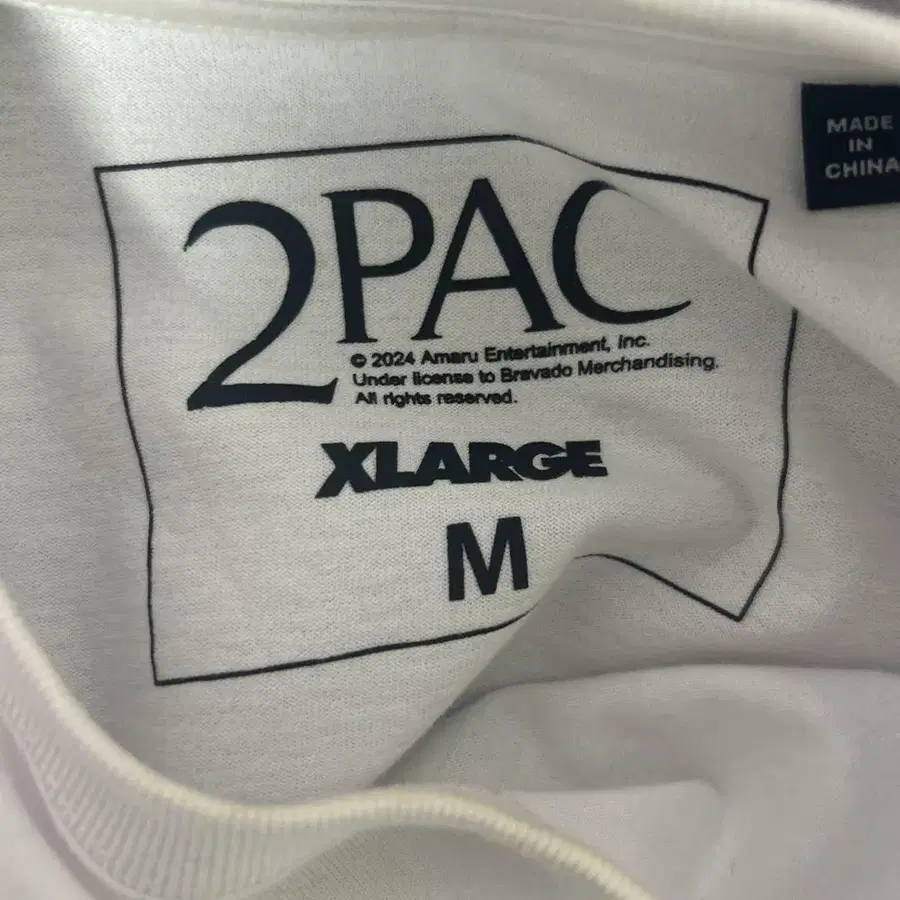 2PAC
© 2024 Amaru Entertainment, Inc.
Under license to Bravado Merchandising.
All rights reserved.
XLARGE
M
MADE
IN
CHINA